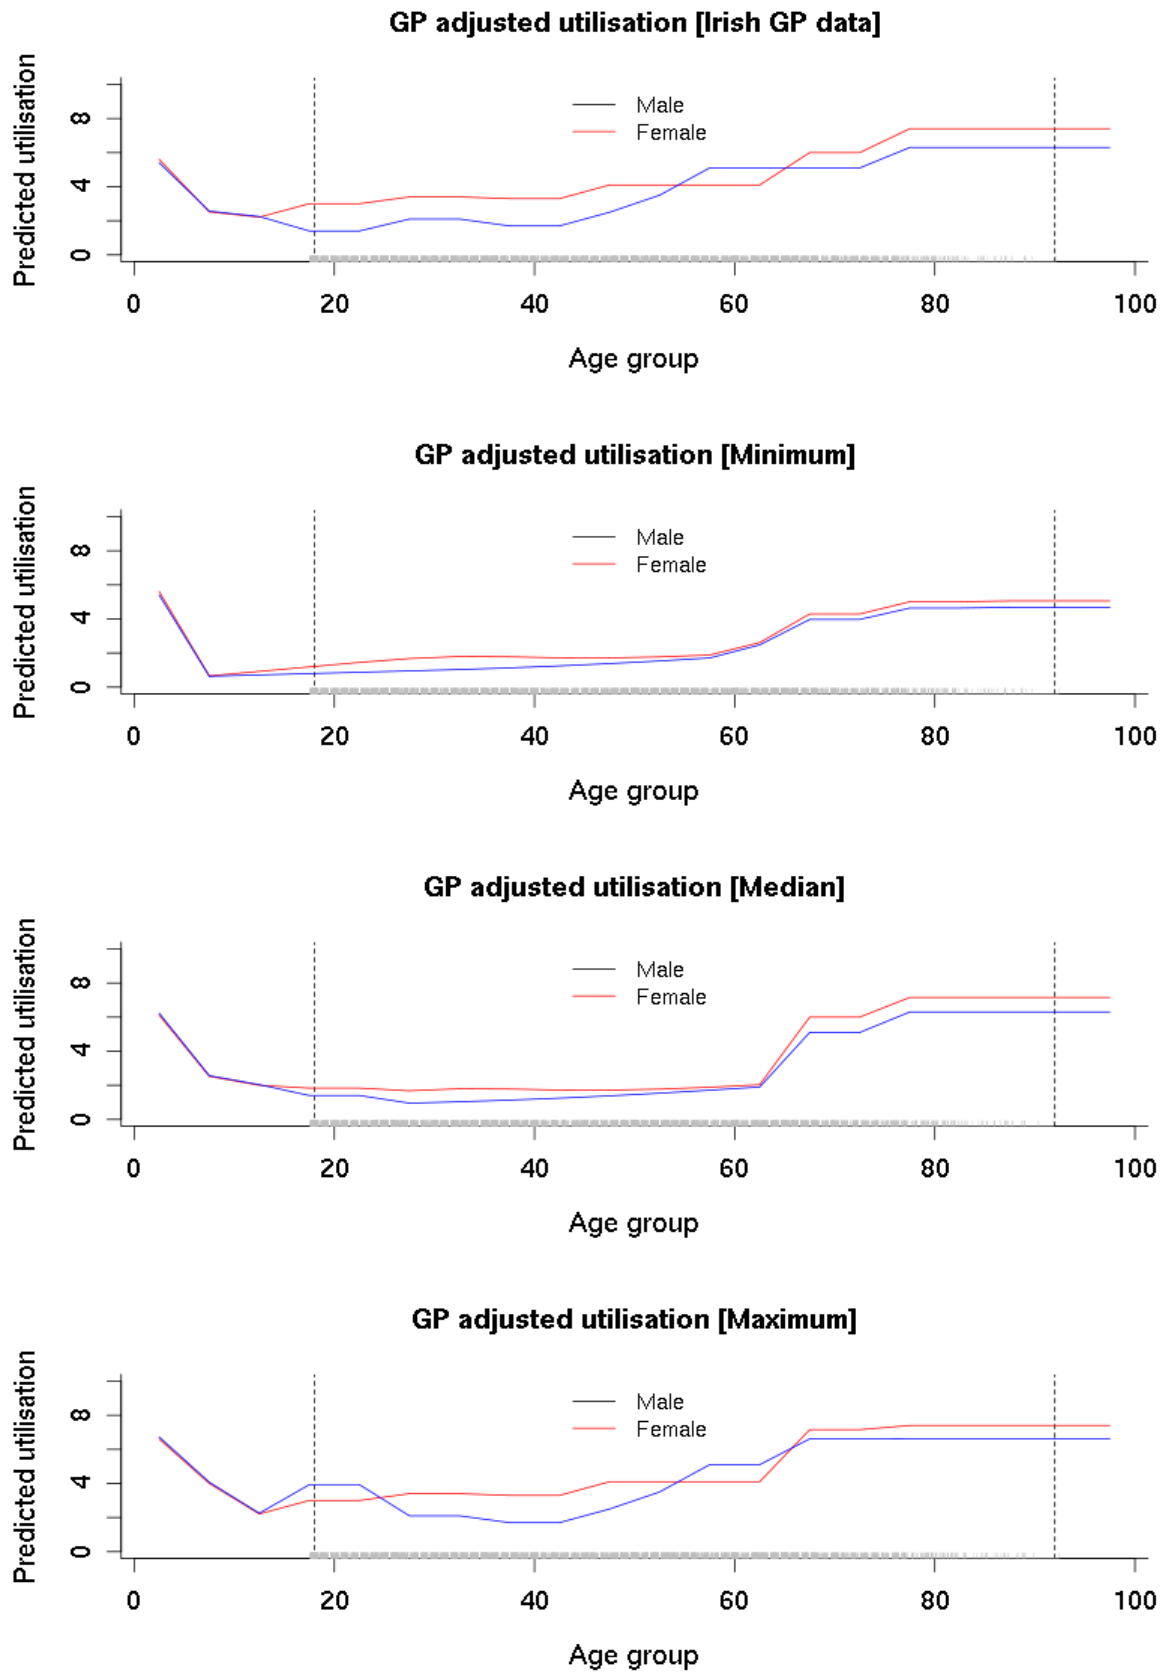 GP adjusted utilisation [Irish GP data]
Predicted utilisation
8
4
0
Male
Female
0 20 40 60 80 100
Age group
GP adjusted utilisation [Minimum]
Predicted utilisation
8
4
0
Male
Female
0 20 40 60 80 100
Age group
GP adjusted utilisation [Median]
Predicted utilisation
8
4
0
Male
Female
0 20 40 60 80 100
Age group
GP adjusted utilisation [Maximum]
Predicted utilisation
8
4
0
Male
Female
0 20 40 60 80 100
Age group